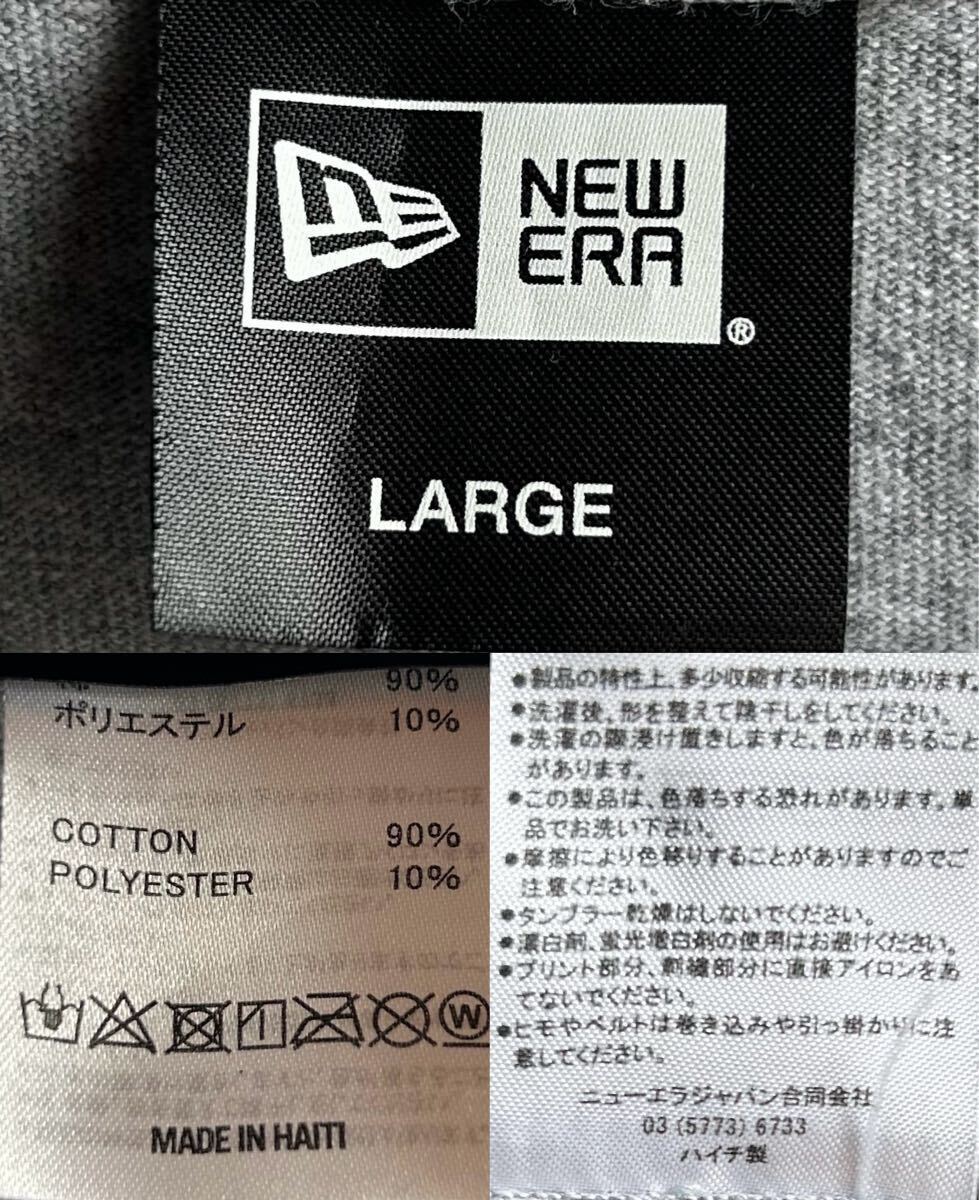 NEW
ERA
®
LARGE
90%
ポリエステル 10%
COTTON 90%
POLYESTER 10%
W
MADE IN HAITI
●製品の特性上、多少収縮する可能性があります
●洗濯後、形を整えて陰干しをしてください。
●洗濯の際浸け置きしますと、色が落ちること
があります。
●この製品は、色落ちする恐れがあります。単
品でお洗い下さい。
●摩擦により色移りすることがありますのでご
注意ください。
●タンブラー乾燥はしないでください。
●漂白剤、蛍光増白剤の使用はお避けください。
●プリント部分、刺繍部分に直接アイロンをあ
てないでください。
●ヒモやベルトは巻き込みや引っ掛かりに注
意してください。
ニューエラジャパン合同会社
03 (5773) 6733
ハイチ製